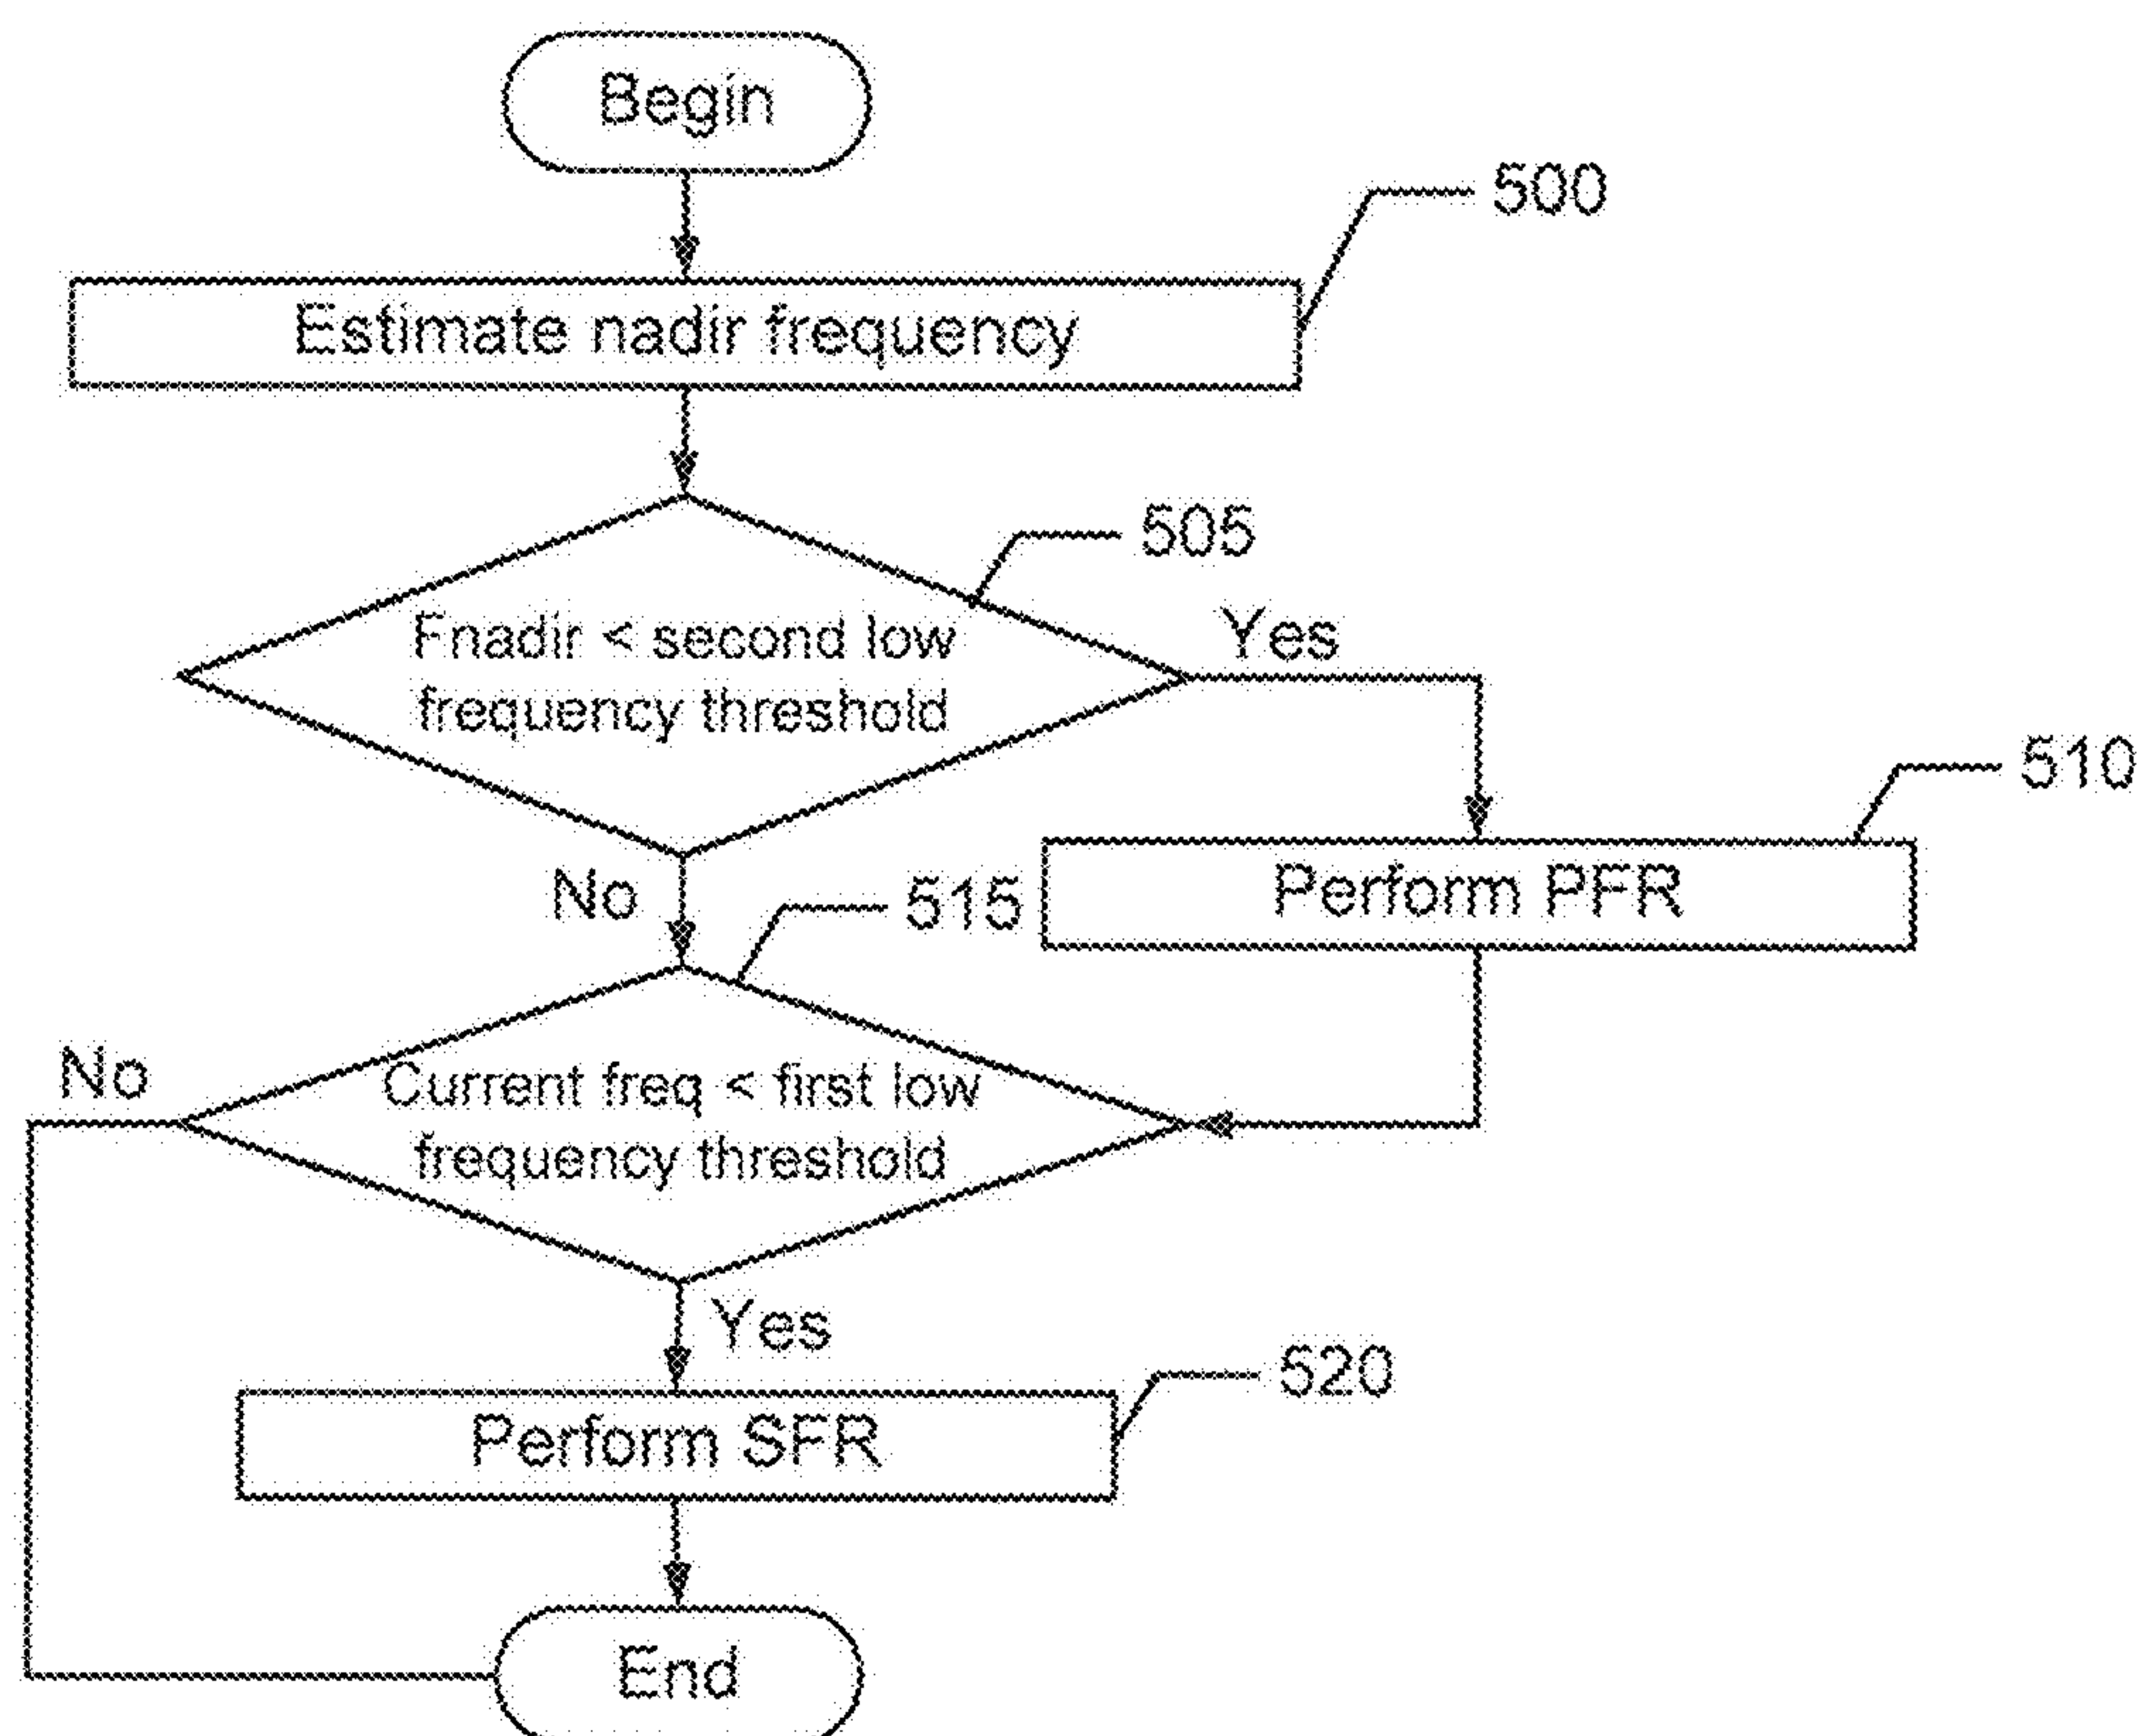 Begin
500
Estimate nadir frequency
505
Fnadir < second low
frequency threshold
Yes
510
Perform PFR
No
515
Current freq < first low
frequency threshold
No
Yes
520
Perform SFR
End